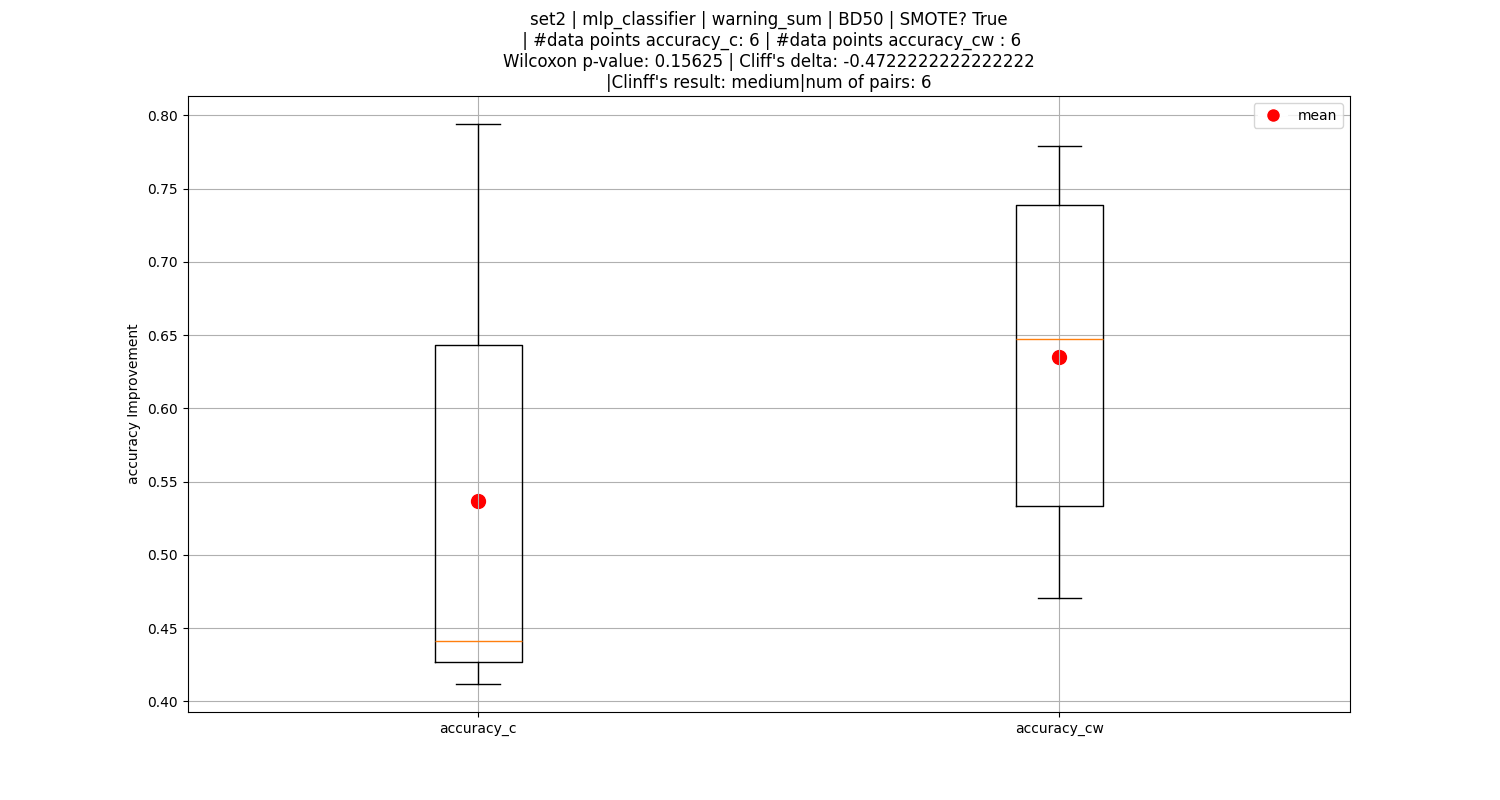 set2 | mlp_classifier | warning_sum | BD50 | SMOTE? True
| #data points accuracy_c: 6 | #data points accuracy_cw : 6
Wilcoxon p-value: 0.15625 | Cliff's delta: -0.4722222222222222
|Clinff's result: medium|num of pairs: 6
mean
0.80
0.75
0.70
0.65
0.60
0.55
0.50
0.45
0.40
accuracy Improvement
accuracy_c
accuracy_cw